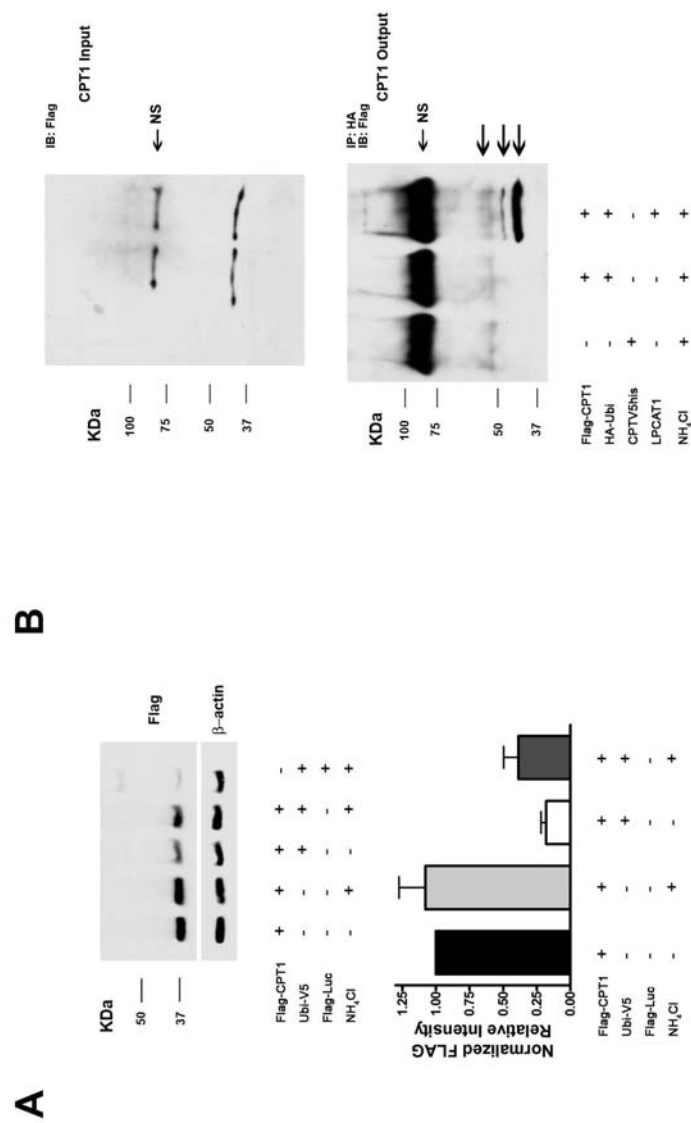 A
KDa
50
37
Flag
β-actin
Flag-CPT1 + + + + -
Ubi-V5 - - + + +
Flag-Luc - - - - +
NH₄Cl - + - + +
Normalized FLAG
Relative Intensity
1.25
1.00
0.75
0.50
0.25
0.00
Flag-CPT1 + + + +
Ubi-V5 - - + +
Flag-Luc - - - -
NH₄Cl - + - +
B
IB: Flag
CPT1 Input
KDa
100
75
50
37
← NS
IP: HA
IB: Flag
CPT1 Output
KDa
100
75
50
37
← NS
Flag-CPT1 - + +
HA-Ubi - + +
CPTV5his + - -
LPCAT1 - - +
NH₄Cl + + +